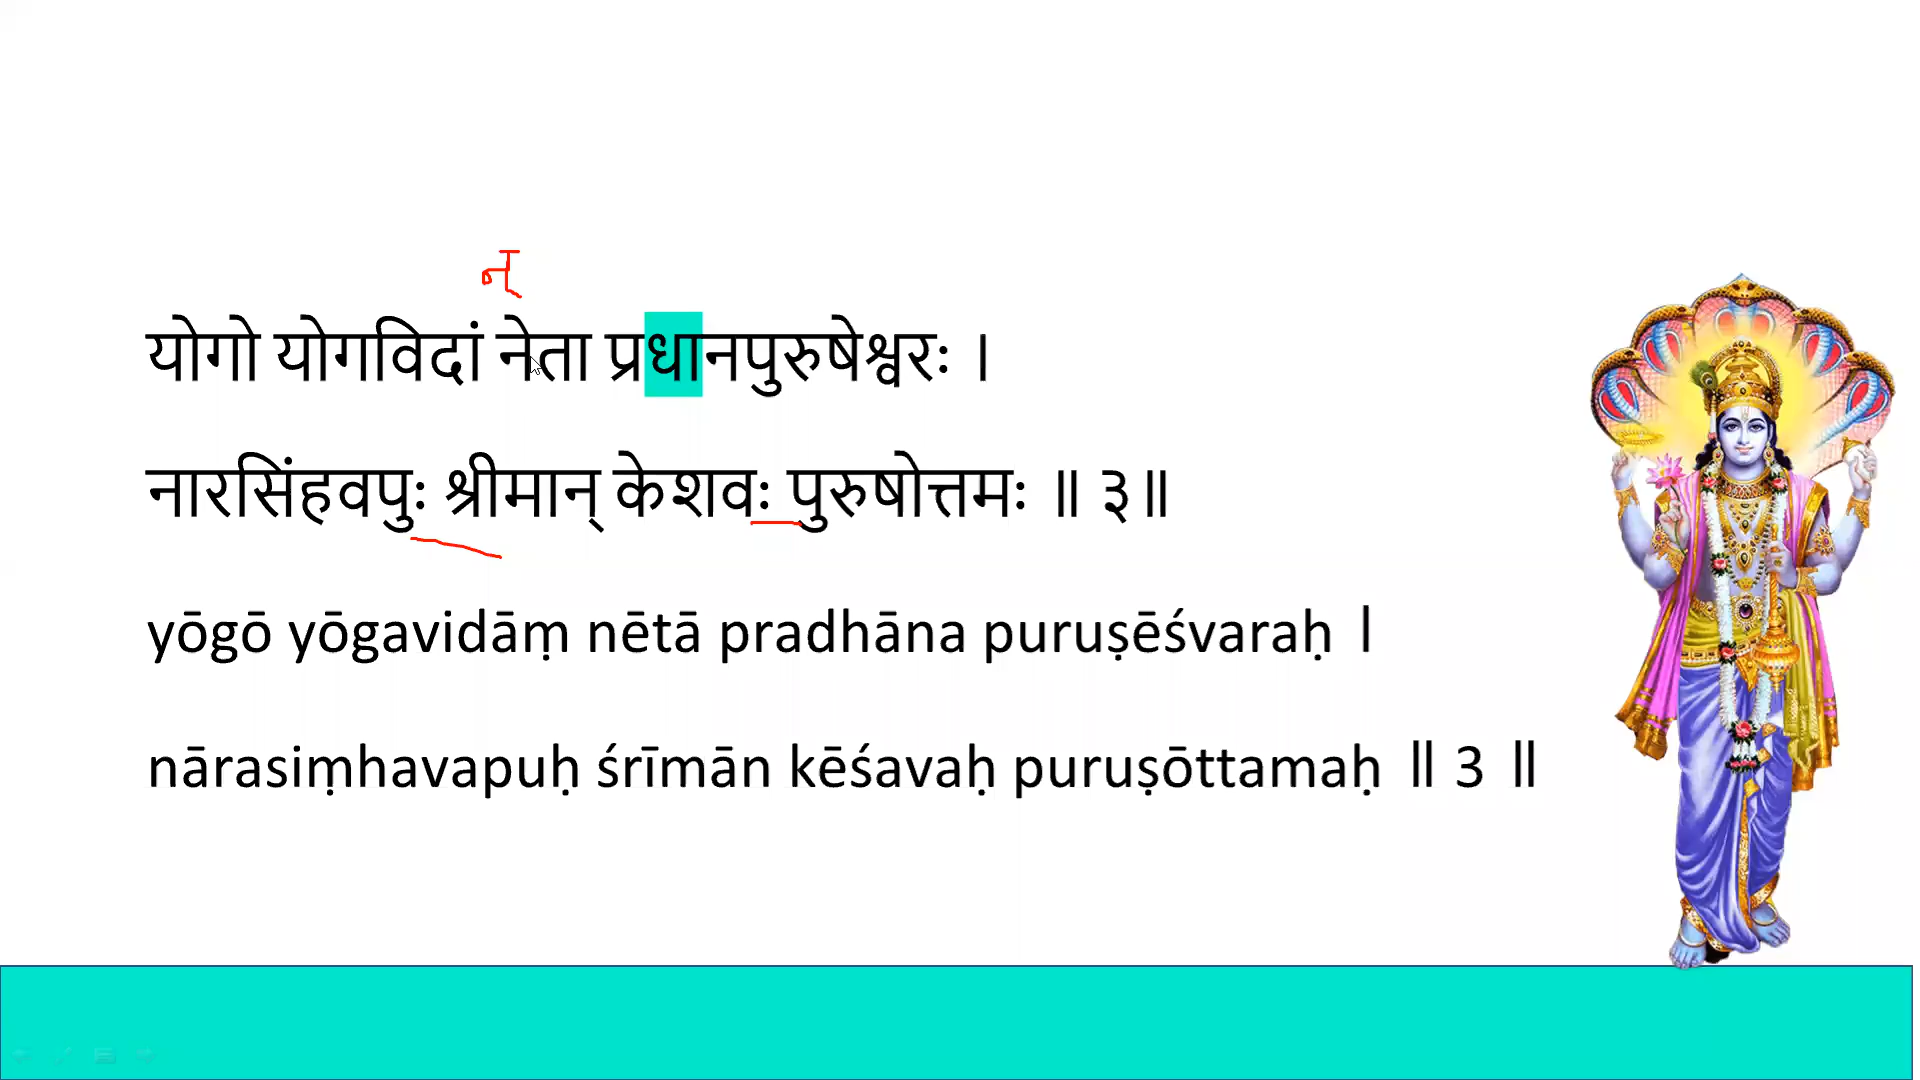 न्
योगो योगविदां नेता प्रधानपुरुषेश्वरः ।
नारसिंहवपुः श्रीमान् केशवः पुरुषोत्तमः ॥ ३॥
yōgō yōgavidāṃ nētā pradhāna puruṣēśvaraḥ ।
nārasiṃhavapuḥ śrīmān kēśavaḥ puruṣōttamaḥ ॥ 3 ॥